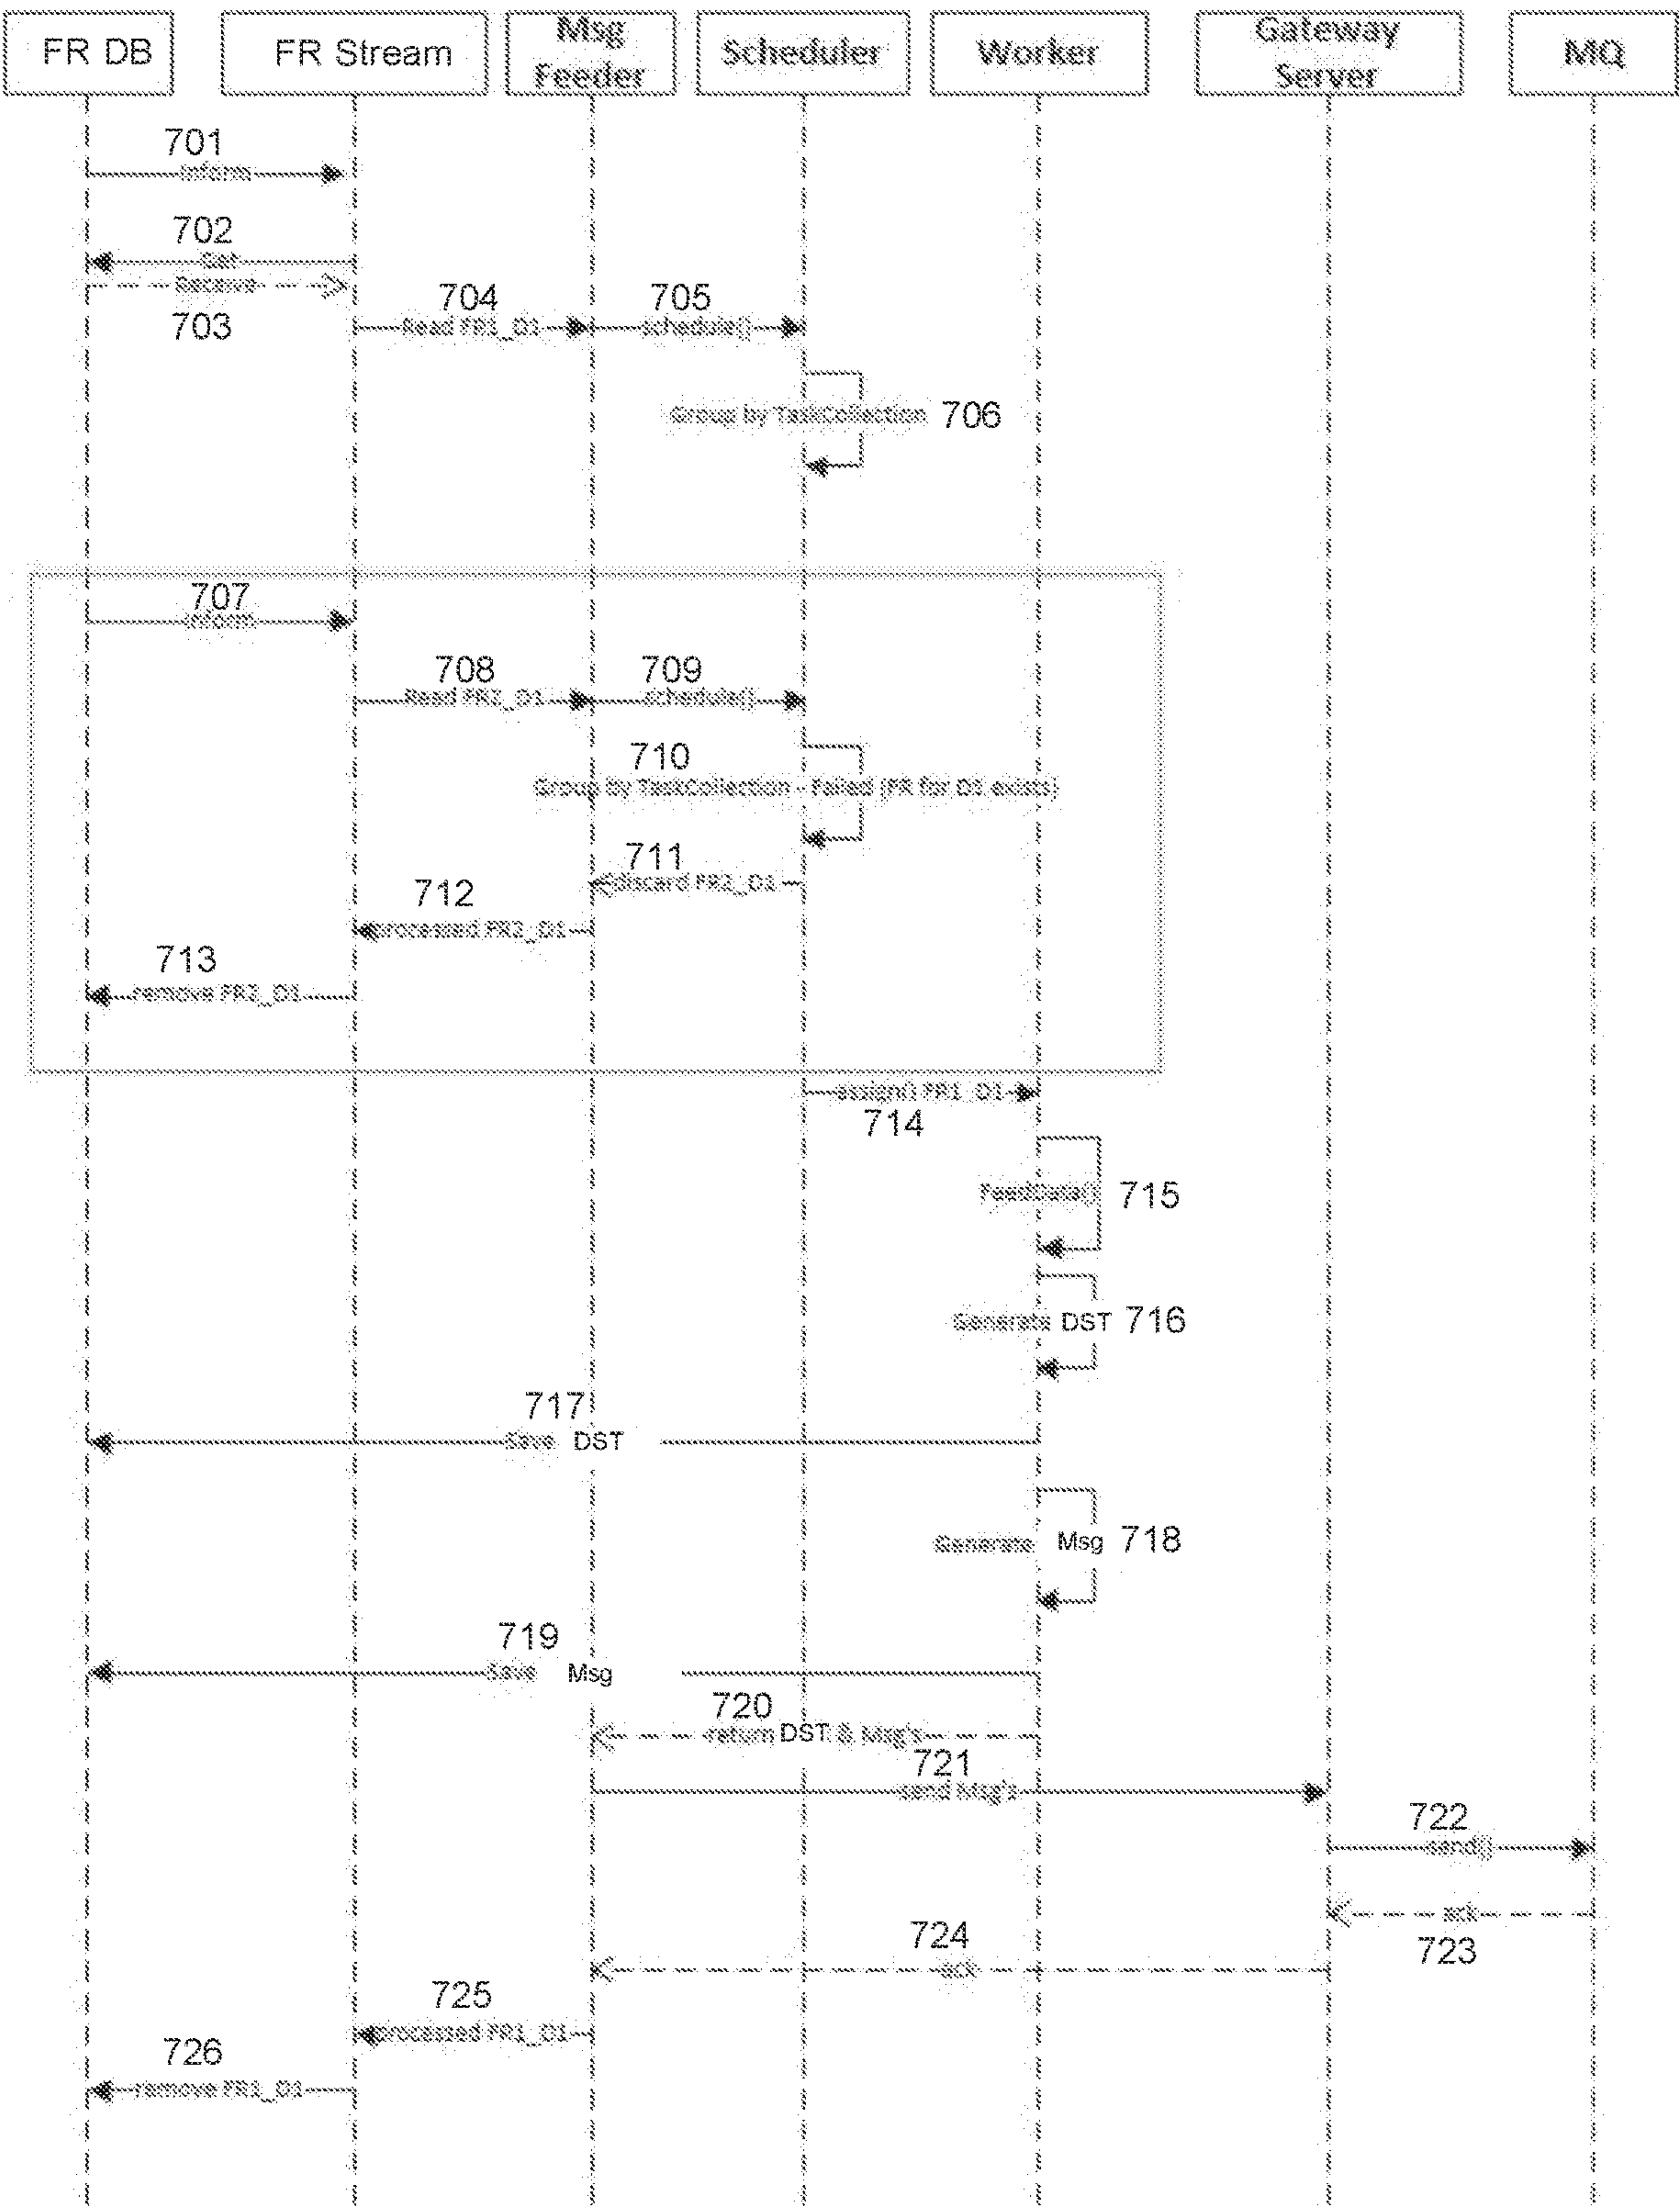 FR DB
FR Stream
Msg
Feeder
Scheduler
Worker
Gateway
Server
MQ
701
Inform
702
Get
Receive
703
704
Read FR1_D1
705
schedule()
Group by TaskCollection 706
707
Inform
708
Read FR2_D1
709
schedule()
710
Group by TaskCollection - Failed (FR for D1 exists)
711
discard FR2_D1
712
processed FR2_D1
713
remove FR2_D1
assign() FR1_D1
714
FeedData() 715
Generate DST 716
717
Save DST
Generate Msg 718
719
Save Msg
720
return DST & Msg's
721
send Msg's
722
send()
ack
723
724
ack
725
processed FR1_D1
726
remove FR1_D1